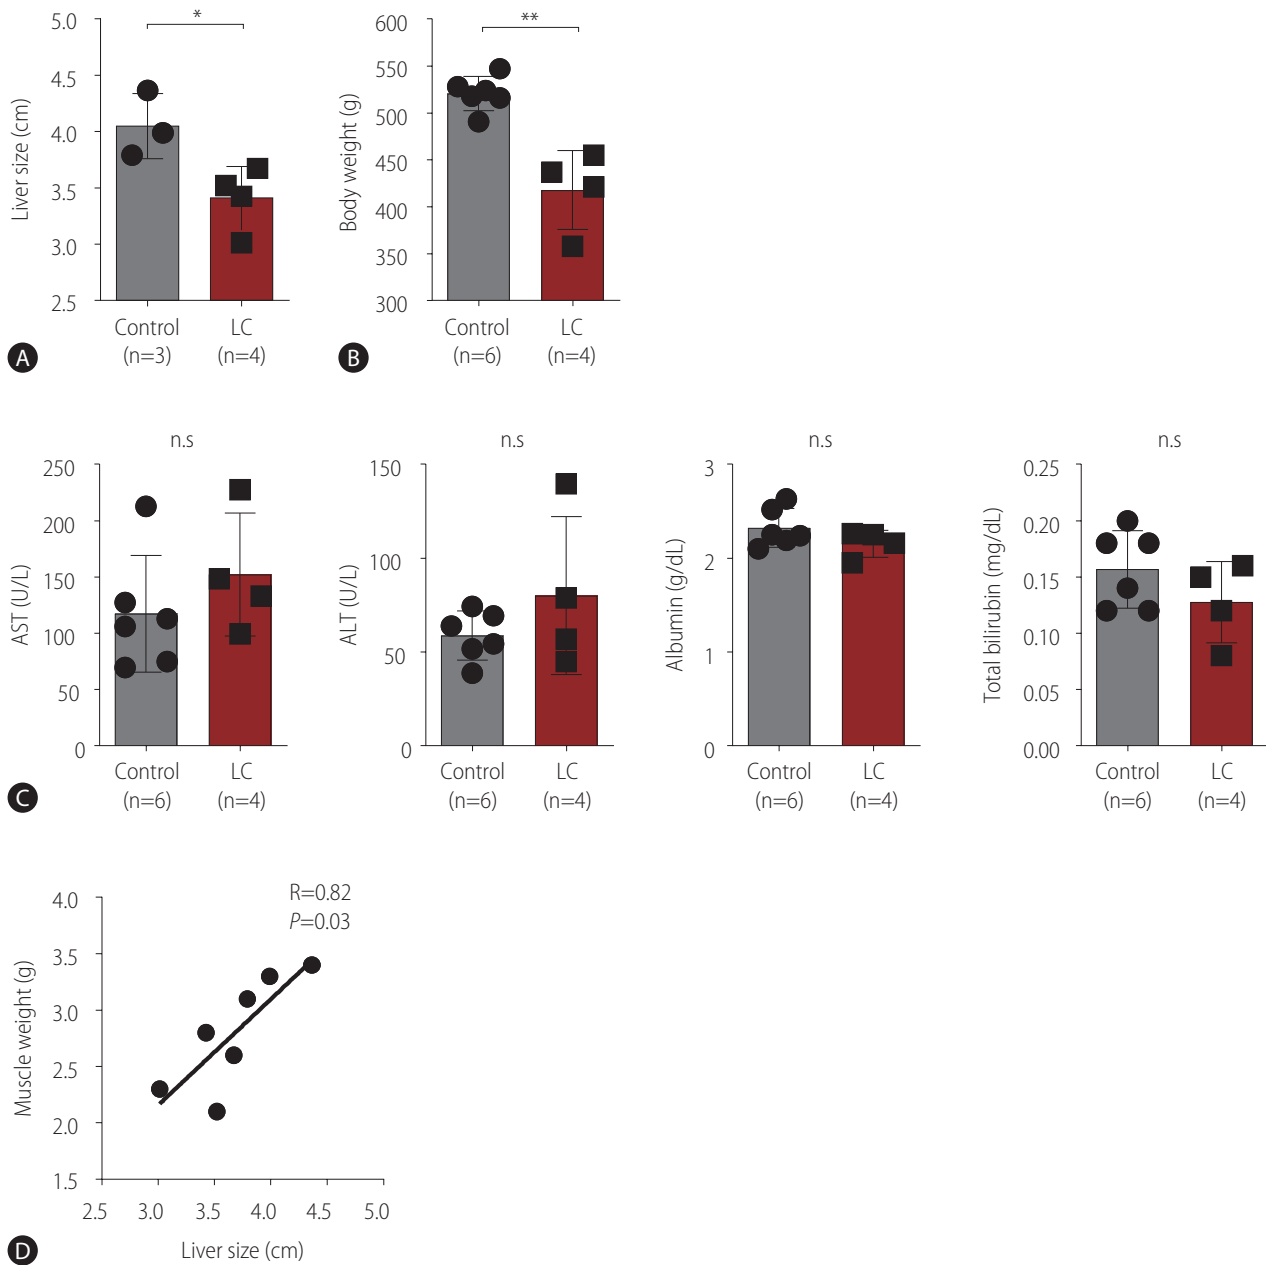 5.0
4.5
4.0
3.5
3.0
2.5
Liver size (cm)
*
Control
(n=3)
LC
(n=4)
A
600
550
500
450
400
350
300
Body weight (g)
**
Control
(n=6)
LC
(n=4)
B
n.s
250
200
150
100
50
0
AST (U/L)
Control
(n=6)
LC
(n=4)
n.s
150
100
50
0
ALT (U/L)
Control
(n=6)
LC
(n=4)
n.s
3
2
1
0
Albumin (g/dL)
Control
(n=6)
LC
(n=4)
n.s
0.25
0.20
0.15
0.10
0.05
0.00
Total bilirubin (mg/dL)
Control
(n=6)
LC
(n=4)
C
R=0.82
P=0.03
4.0
3.5
3.0
2.5
2.0
1.5
Muscle weight (g)
2.5 3.0 3.5 4.0 4.5 5.0
Liver size (cm)
D